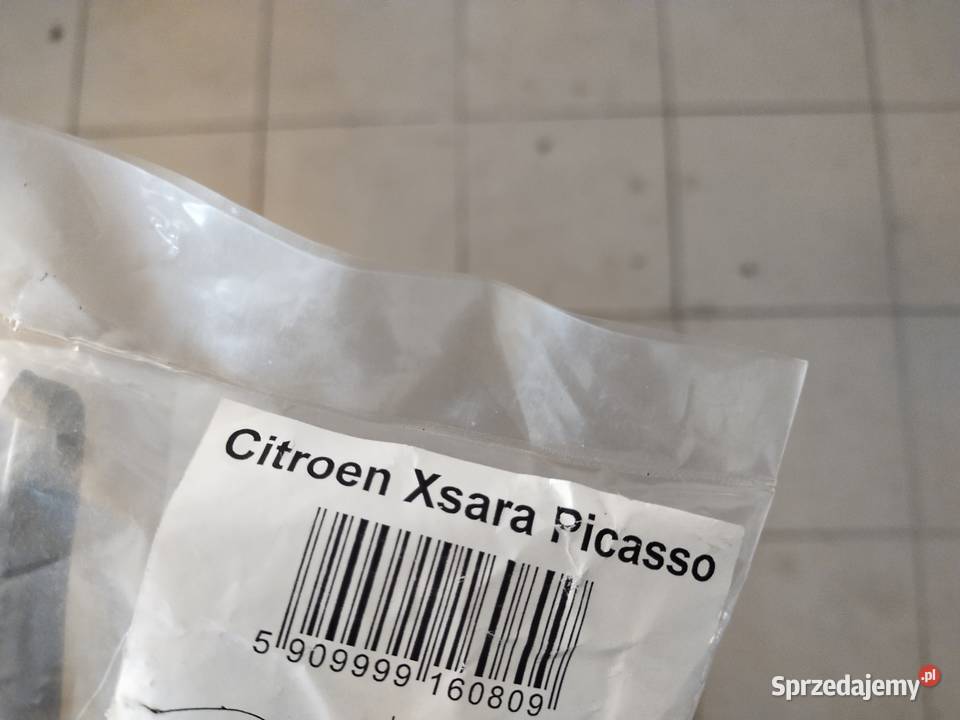 Citroen Xsara Picasso
5 909999 160809
Sprzedajemy.pl